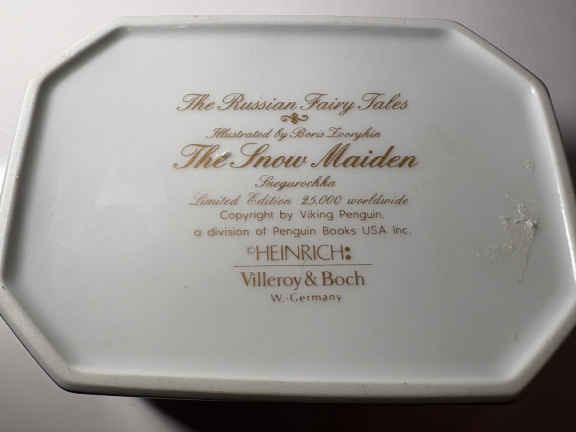 The Russian Fairy Tales
Illustrated by Boris Zvorykin
The Snow Maiden
Snegurochka
Limited Edition 25,000 worldwide
Copyright by Viking Penguin,
a division of Penguin Books USA Inc.
©HEINRICH:
Villeroy & Boch
W.-Germany